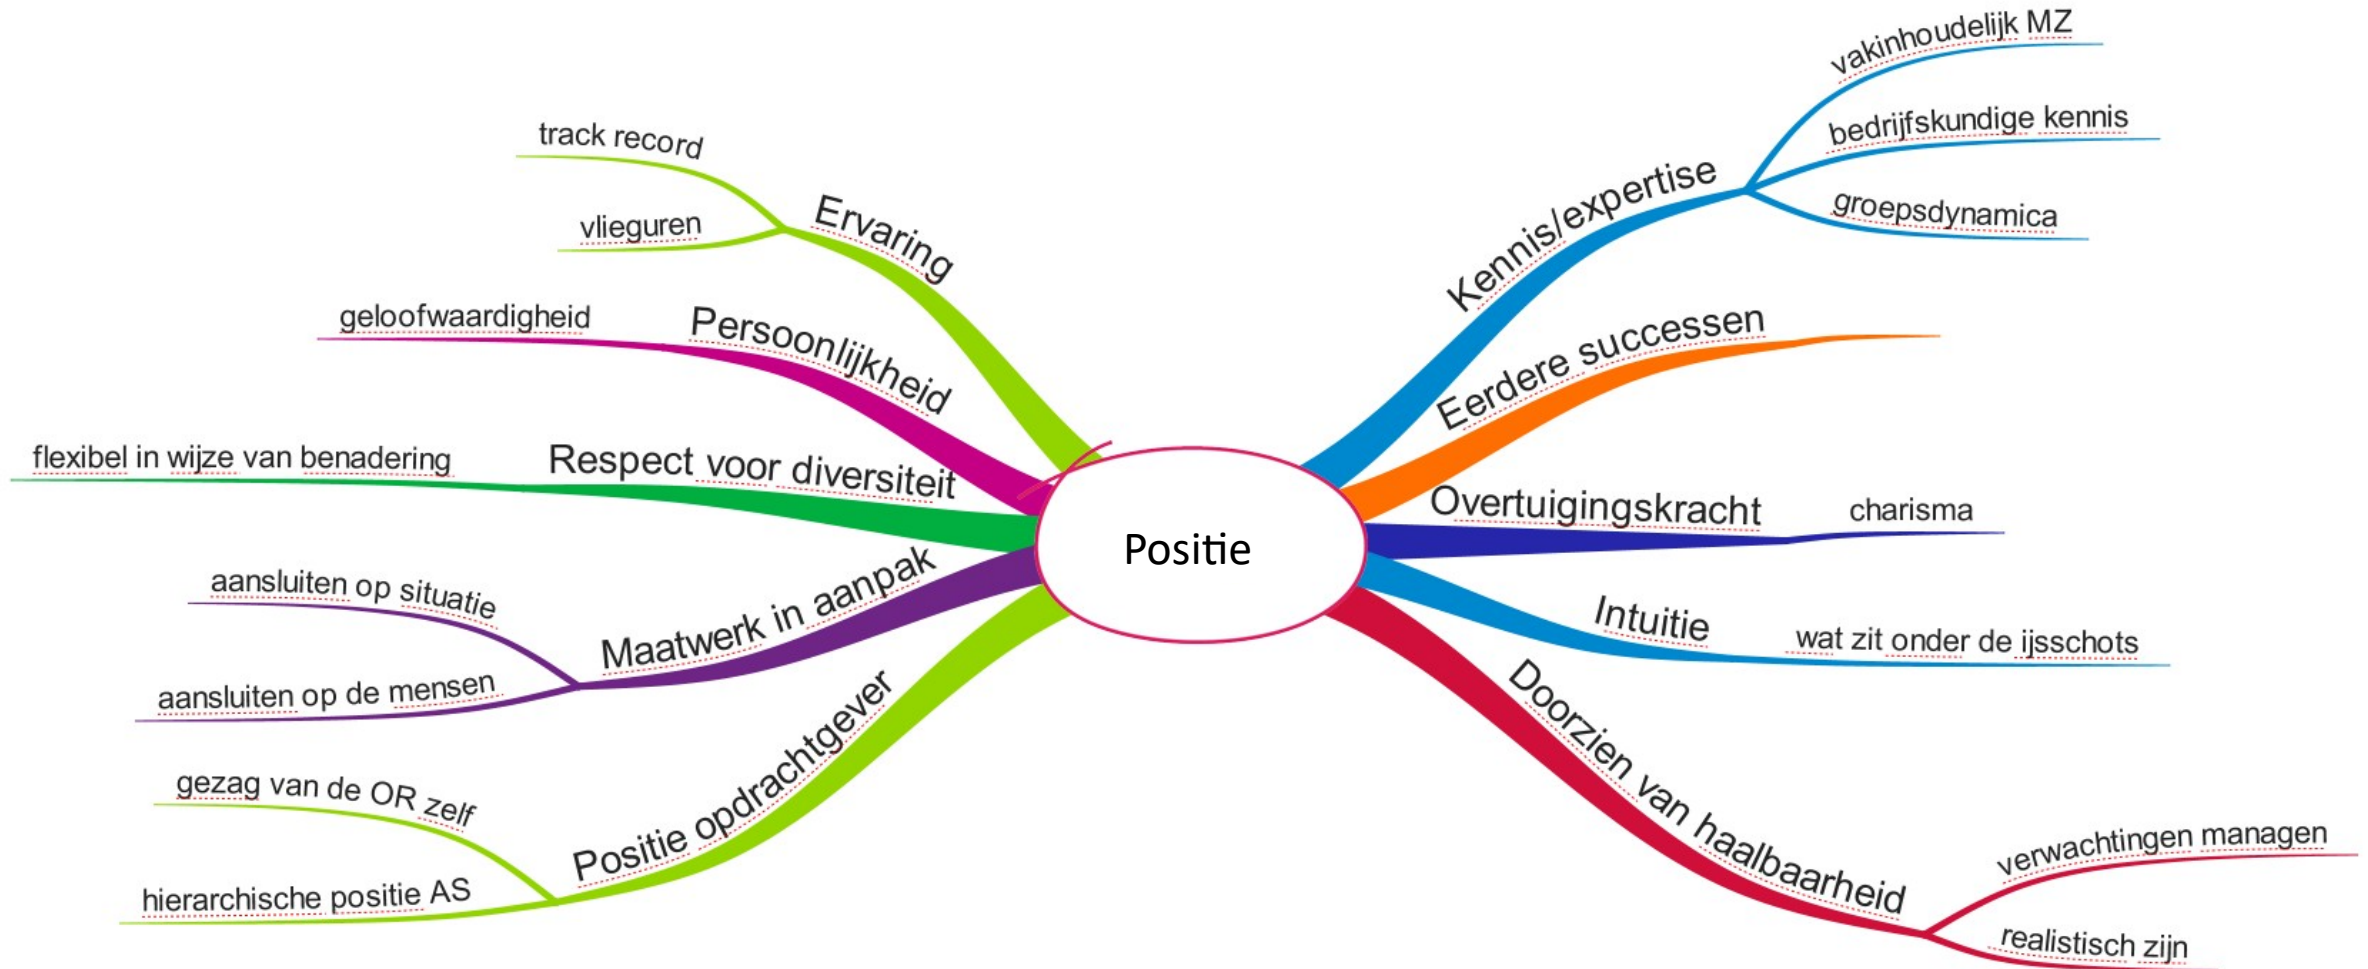 Positie
Kennis/expertise
vakinhoudelijk MZ
bedrijfskundige kennis
groepsdynamica
Eerdere successen
Overtuigingskracht
charisma
Intuitie
wat zit onder de ijsschots
Doorzien van haalbaarheid
verwachtingen managen
realistisch zijn
Ervaring
track record
vlieguren
Persoonlijkheid
geloofwaardigheid
Respect voor diversiteit
flexibel in wijze van benadering
Maatwerk in aanpak
aansluiten op situatie
aansluiten op de mensen
Positie opdrachtgever
gezag van de OR zelf
hierarchische positie AS